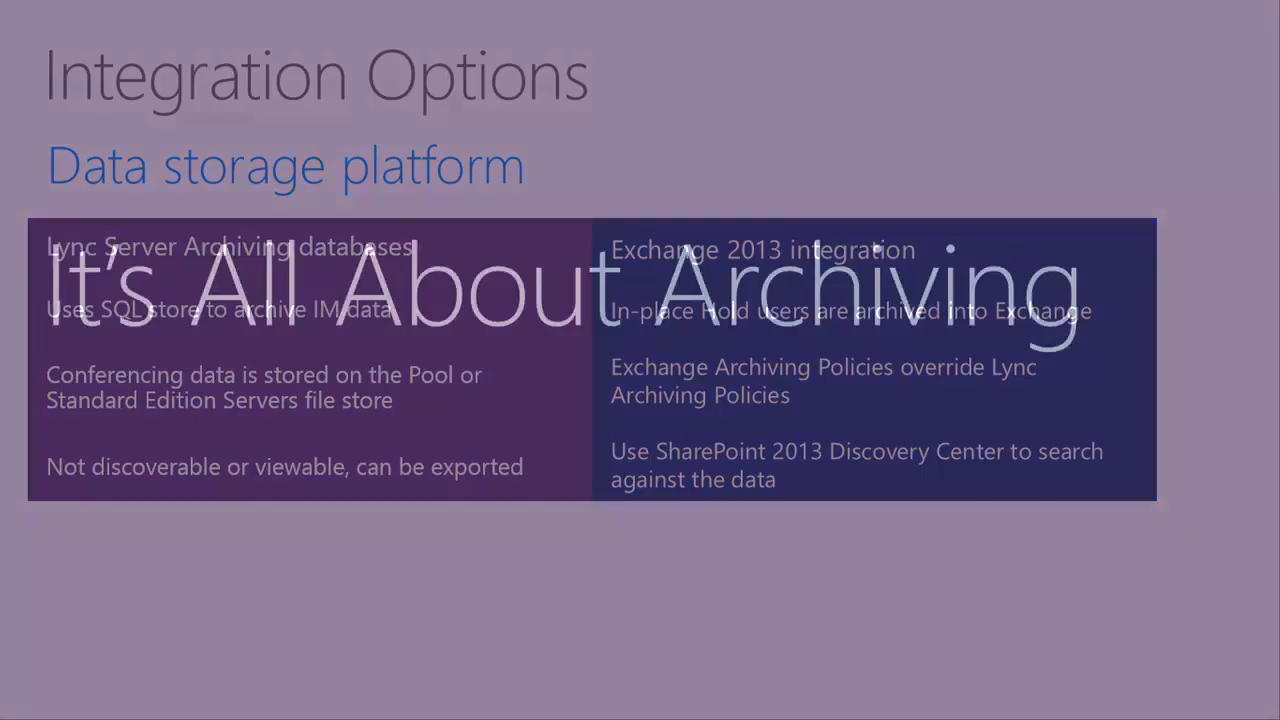 Integration Options
Data storage platform
It's All About Archiving
Lync Server Archiving databases
Uses SQL store to archive IM data
Conferencing data is stored on the Pool or
Standard Edition Servers file store
Not discoverable or viewable, can be exported
Exchange 2013 integration
In-place Hold users are archived into Exchange
Exchange Archiving Policies override Lync
Archiving Policies
Use SharePoint 2013 Discovery Center to search
against the data